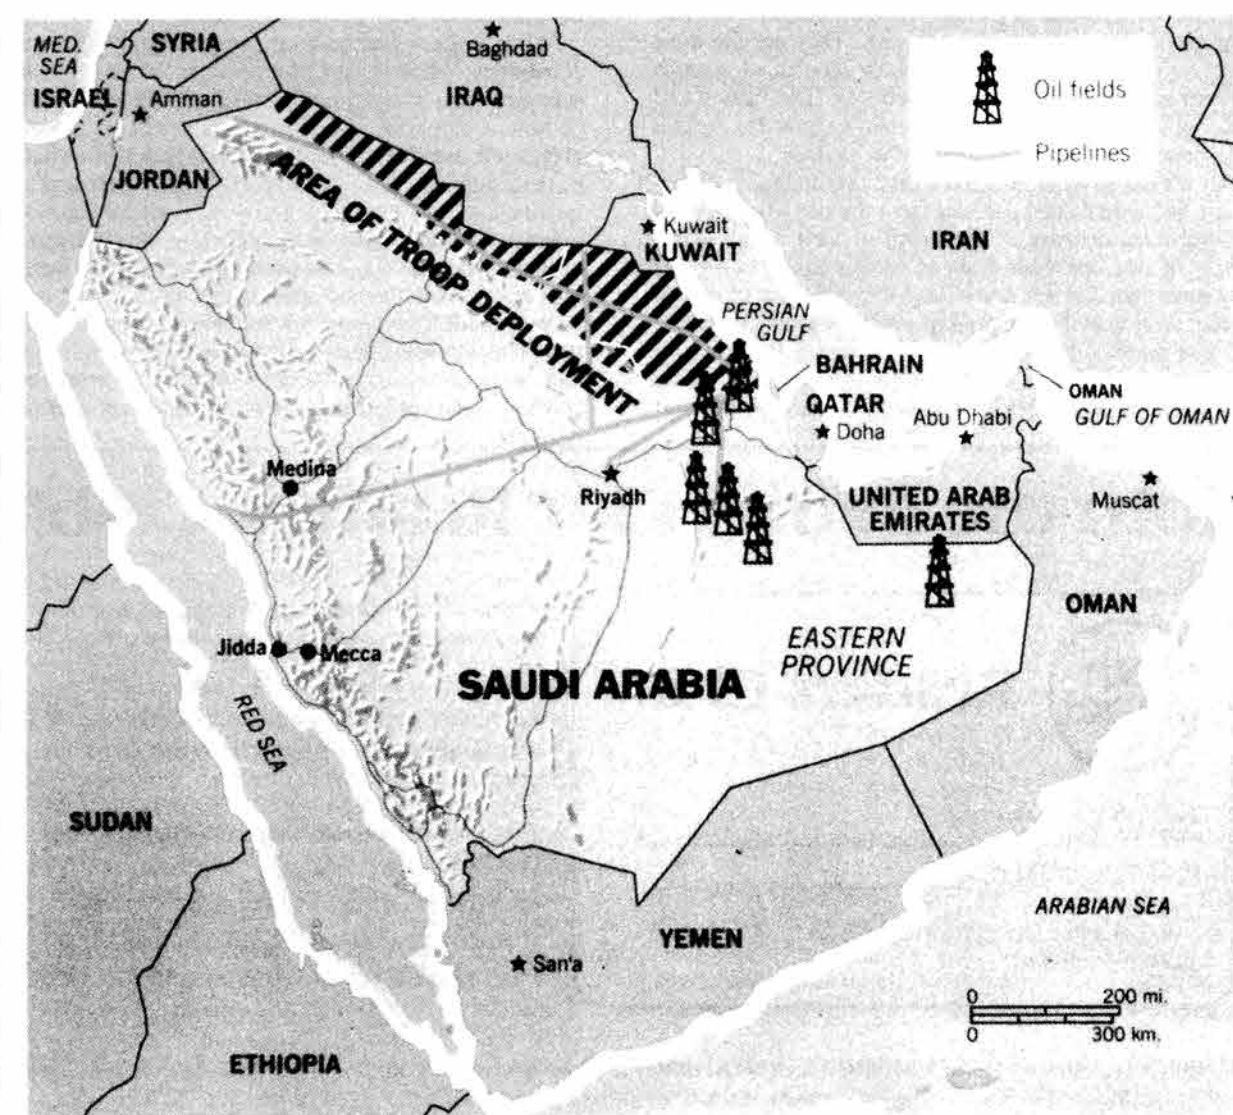 MED.
SEA
SYRIA
Baghdad
ISRAEL
Amman
IRAQ
Oil fields
Pipelines
JORDAN
AREA OF TROOP DEPLOYMENT
Kuwait
KUWAIT
IRAN
PERSIAN
GULF
BAHRAIN
OMAN
GULF OF OMAN
QATAR
Doha
Abu Dhabi
Medina
Riyadh
UNITED ARAB
EMIRATES
Muscat
OMAN
Jidda
Mecca
EASTERN
PROVINCE
SAUDI ARABIA
RED SEA
SUDAN
ARABIAN SEA
YEMEN
San'a
0 200 mi.
0 300 km.
ETHIOPIA